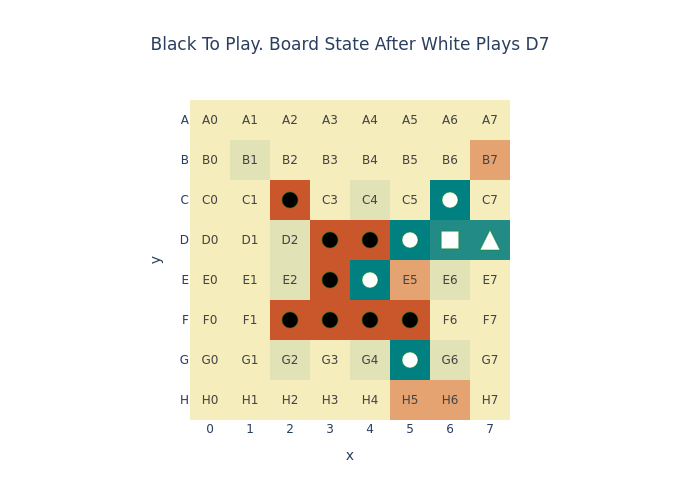 Black To Play. Board State After White Plays D7
A A0 A1 A2 A3 A4 A5 A6 A7
B B0 B1 B2 B3 B4 B5 B6 B7
C C0 C1 C3 C4 C5 C7
D D0 D1 D2
E E0 E1 E2 E5 E6 E7
F F0 F1 F6 F7
G G0 G1 G2 G3 G4 G6 G7
H H0 H1 H2 H3 H4 H5 H6 H7
0 1 2 3 4 5 6 7
x
y